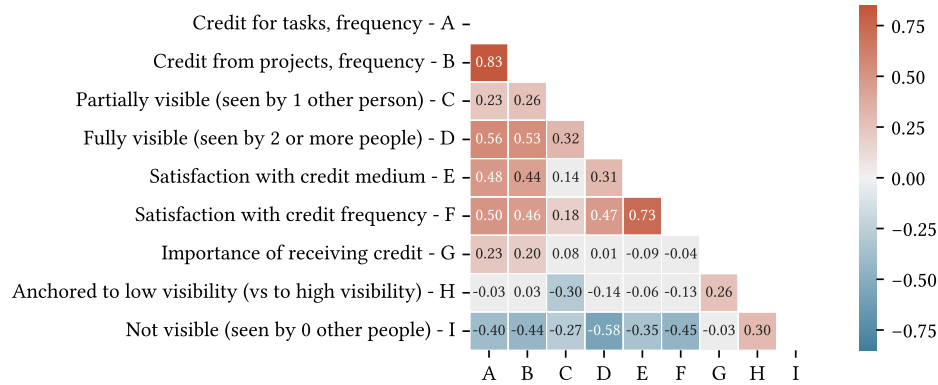 Credit for tasks, frequency - A
Credit from projects, frequency - B 0.83
Partially visible (seen by 1 other person) - C 0.23 0.26
Fully visible (seen by 2 or more people) - D 0.56 0.53 0.32
Satisfaction with credit medium - E 0.48 0.44 0.14 0.31
Satisfaction with credit frequency - F 0.50 0.46 0.18 0.47 0.73
Importance of receiving credit - G 0.23 0.20 0.08 0.01 -0.09 -0.04
Anchored to low visibility (vs to high visibility) - H -0.03 0.03 -0.30 -0.14 -0.06 -0.13 0.26
Not visible (seen by 0 other people) - I -0.40 -0.44 -0.27 -0.58 -0.35 -0.45 -0.03 0.30
A B C D E F G H I
0.75
0.50
0.25
0.00
−0.25
−0.50
−0.75